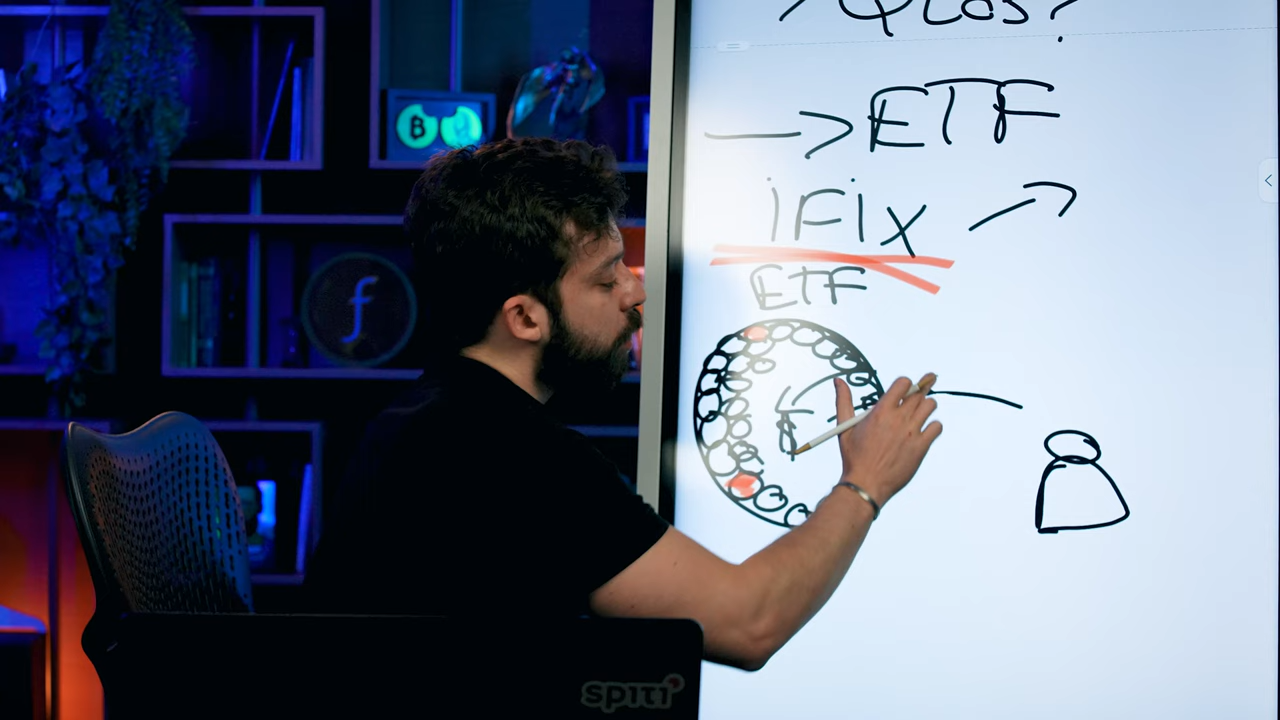 → ETF
IFIX
ETF
₿
f
spiti